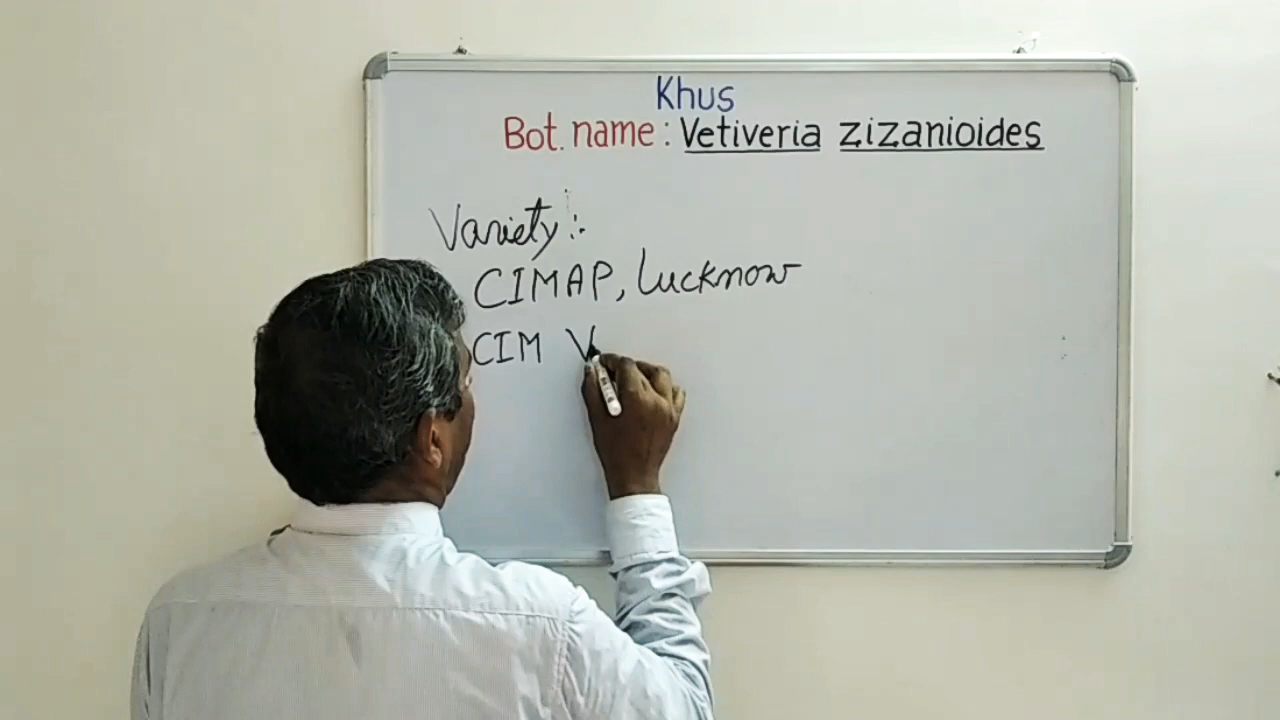 Khus
Bot. name: Vetiveria zizanioides
Variety:-
CIMAP, Lucknow
CIM V